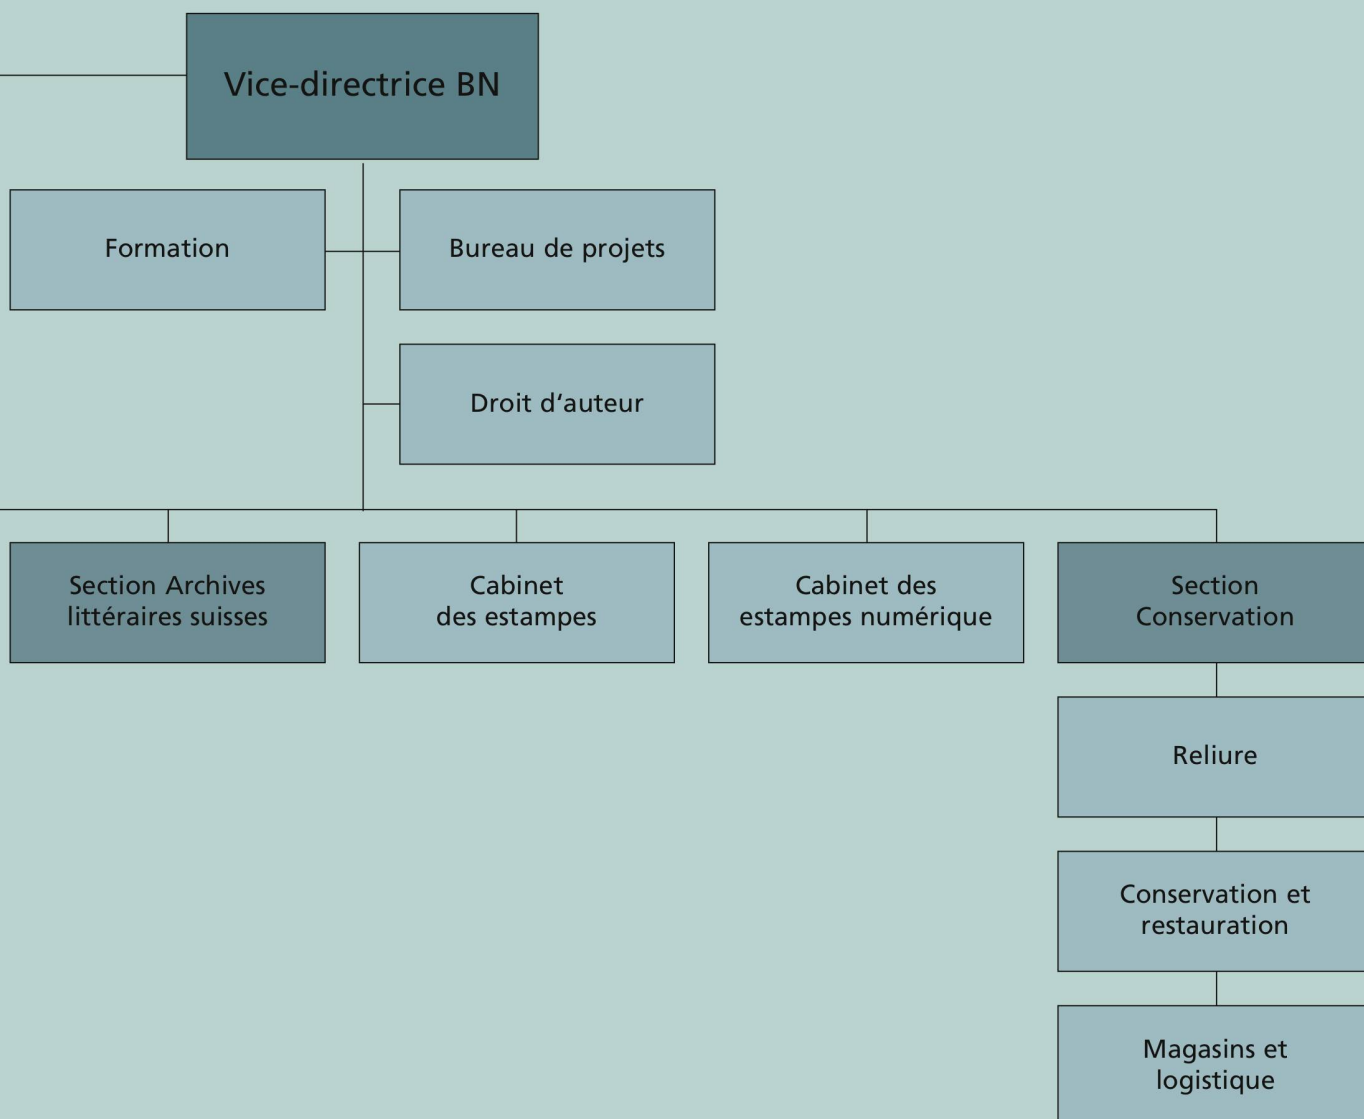 Vice-directrice BN
Formation
Bureau de projets
Droit d‘auteur
Section Archives
littéraires suisses
Cabinet
des estampes
Cabinet des
estampes numérique
Section
Conservation
Reliure
Conservation et
restauration
Magasins et
logistique